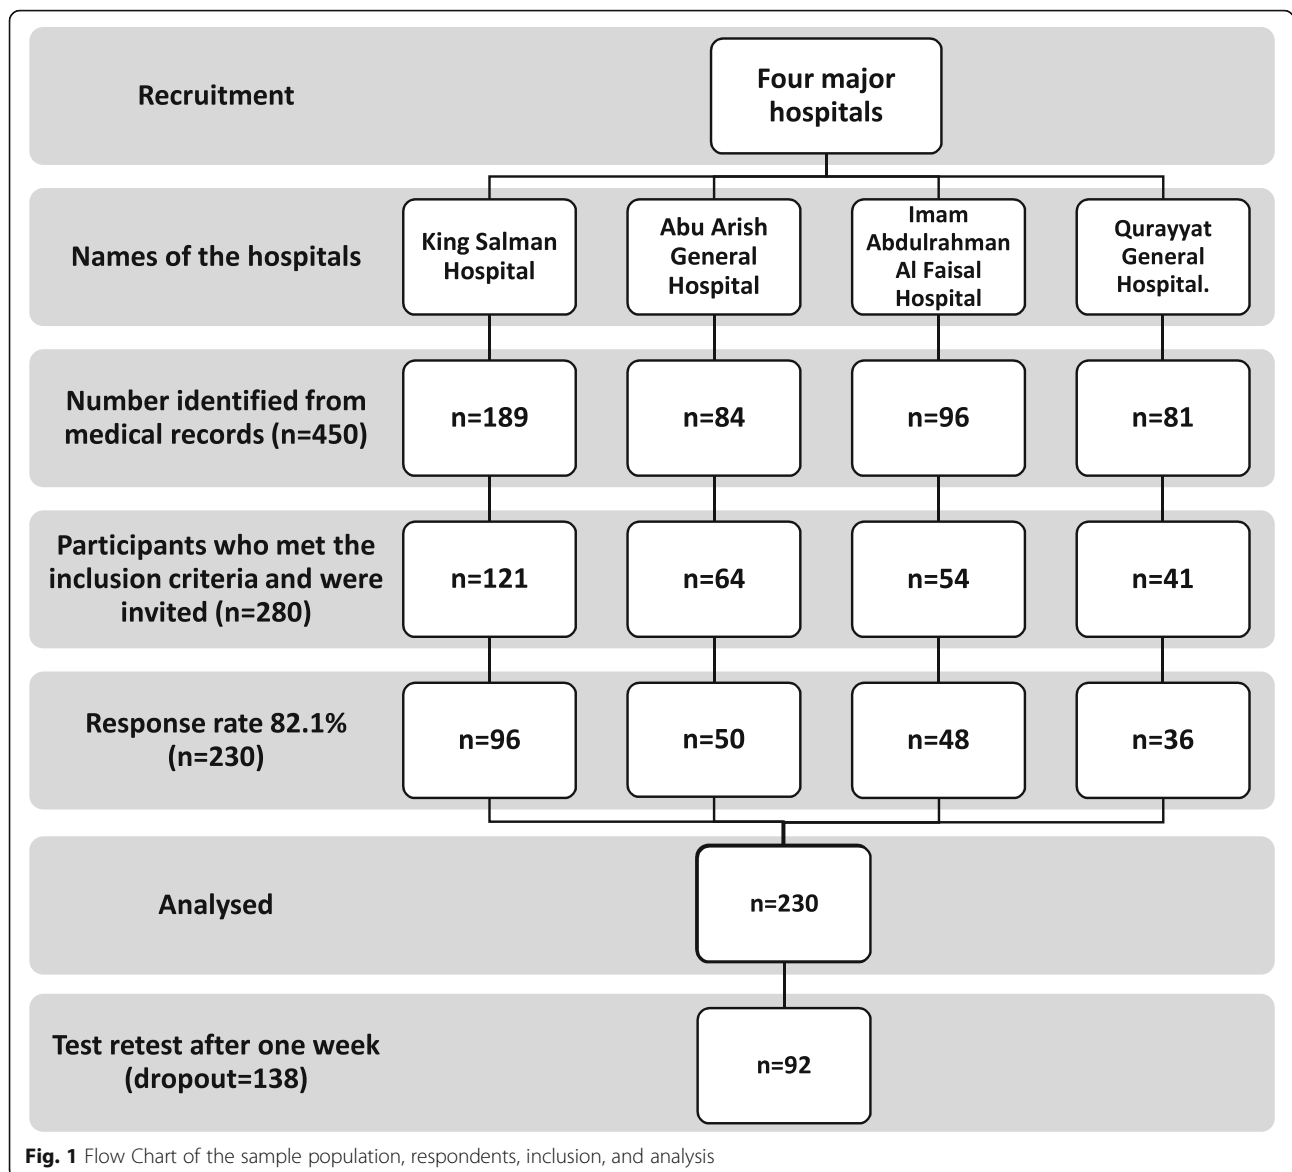 Recruitment
Four major
hospitals
Names of the hospitals
King Salman
Hospital
Abu Arish
General
Hospital
Imam
Abdulrahman
Al Faisal
Hospital
Qurayyat
General
Hospital.
Number identified from
medical records (n=450)
n=189
n=84
n=96
n=81
Participants who met the
inclusion criteria and were
invited (n=280)
n=121
n=64
n=54
n=41
Response rate 82.1%
(n=230)
n=96
n=50
n=48
n=36
Analysed
n=230
Test retest after one week
(dropout=138)
n=92
Fig. 1 Flow Chart of the sample population, respondents, inclusion, and analysis